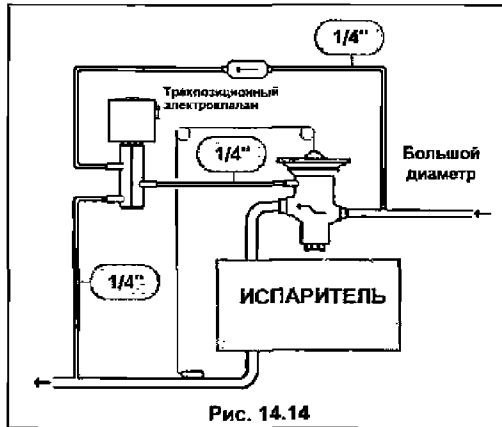 1/4"
Трехпозиционный
электроклапан
1/4"
Большой
диаметр
1/4"
ИСПАРИТЕЛЬ
Рис. 14.14